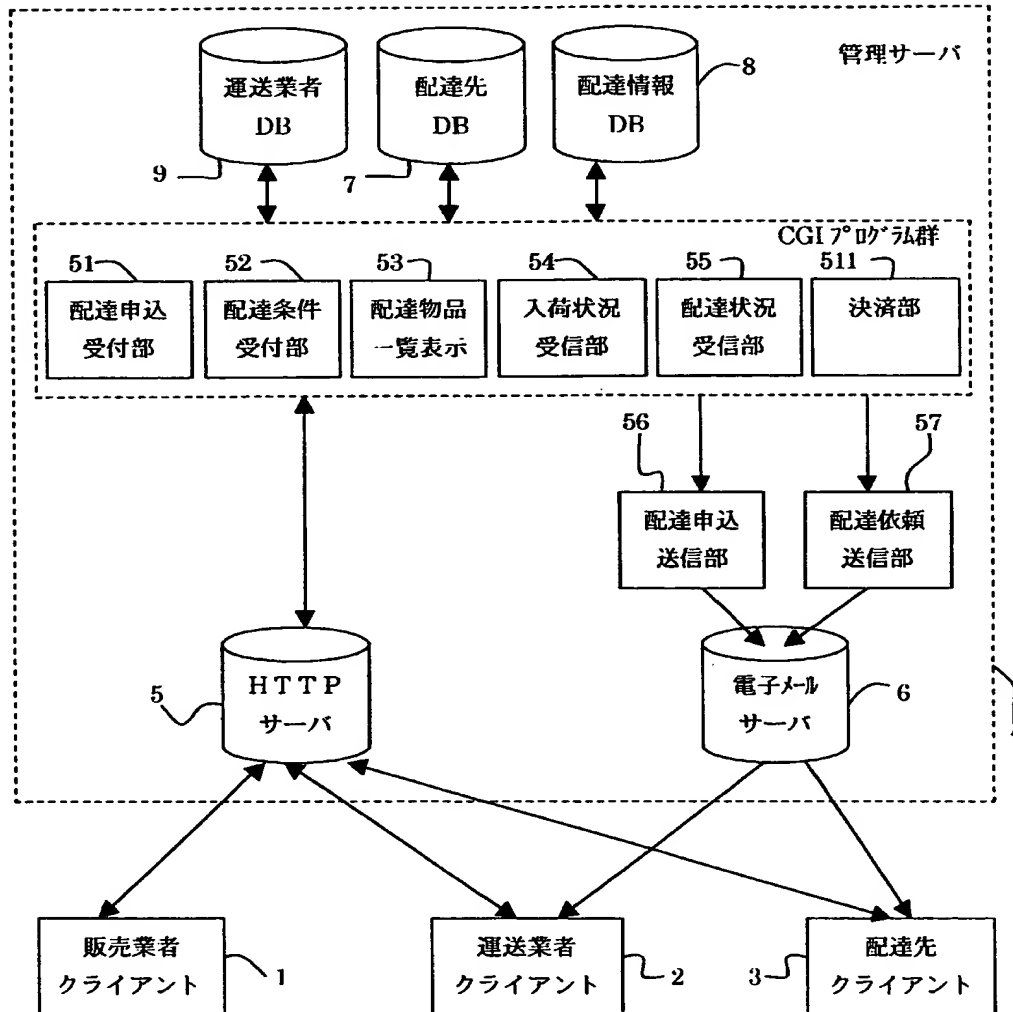 管理サーバ
運送業者
DB
配達先
DB
配達情報
DB
8
9
7
CGIプログラム群
51
52
53
54
55
511
配達申込
受付部
配達条件
受付部
配達物品
一覧表示
入荷状況
受信部
配達状況
受信部
決済部
56
57
配達申込
送信部
配達依頼
送信部
5
HTTP
サーバ
電子メール
サーバ
6
販売業者
クライアント
1
運送業者
クライアント
2
3
配達先
クライアント